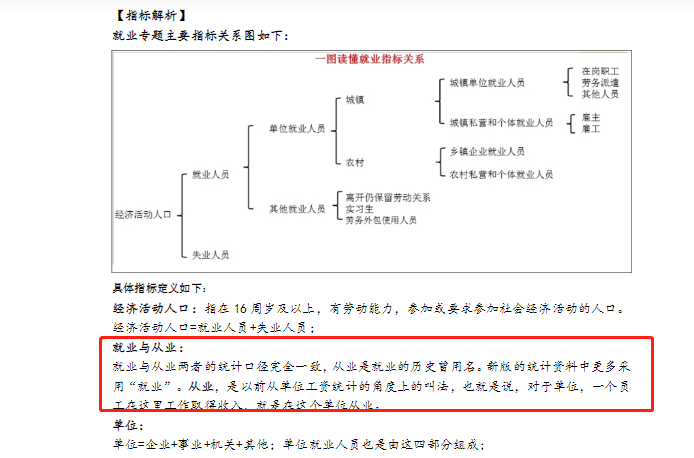 【指标解析】
就业专题主要指标关系图如下：
一图读懂就业指标关系
经济活动人口
就业人员
失业人员
单位就业人员
其他就业人员
城镇
农村
离开仍保留劳动关系
实习生
劳务外包使用人员
城镇单位就业人员
城镇私营和个体就业人员
乡镇企业就业人员
农村私营和个体就业人员
在岗职工
劳务派遣
其他人员
雇主
雇工
具体指标定义如下：
经济活动人口：指在 16 周岁及以上，有劳动能力，参加或要求参加社会经济活动的人口。
经济活动人口=就业人员+失业人员；
就业与从业：
就业与从业两者的统计口径完全一致，从业是就业的历史曾用名。新版的统计资料中更多采
用“就业”。从业，是以前从单位工资统计的角度上的叫法，也就是说，对于单位，一个员
工在这里工作取得收入，就是在这个单位从业。
单位：
单位=企业+事业+机关+其他；单位就业人员也是由这四部分组成；